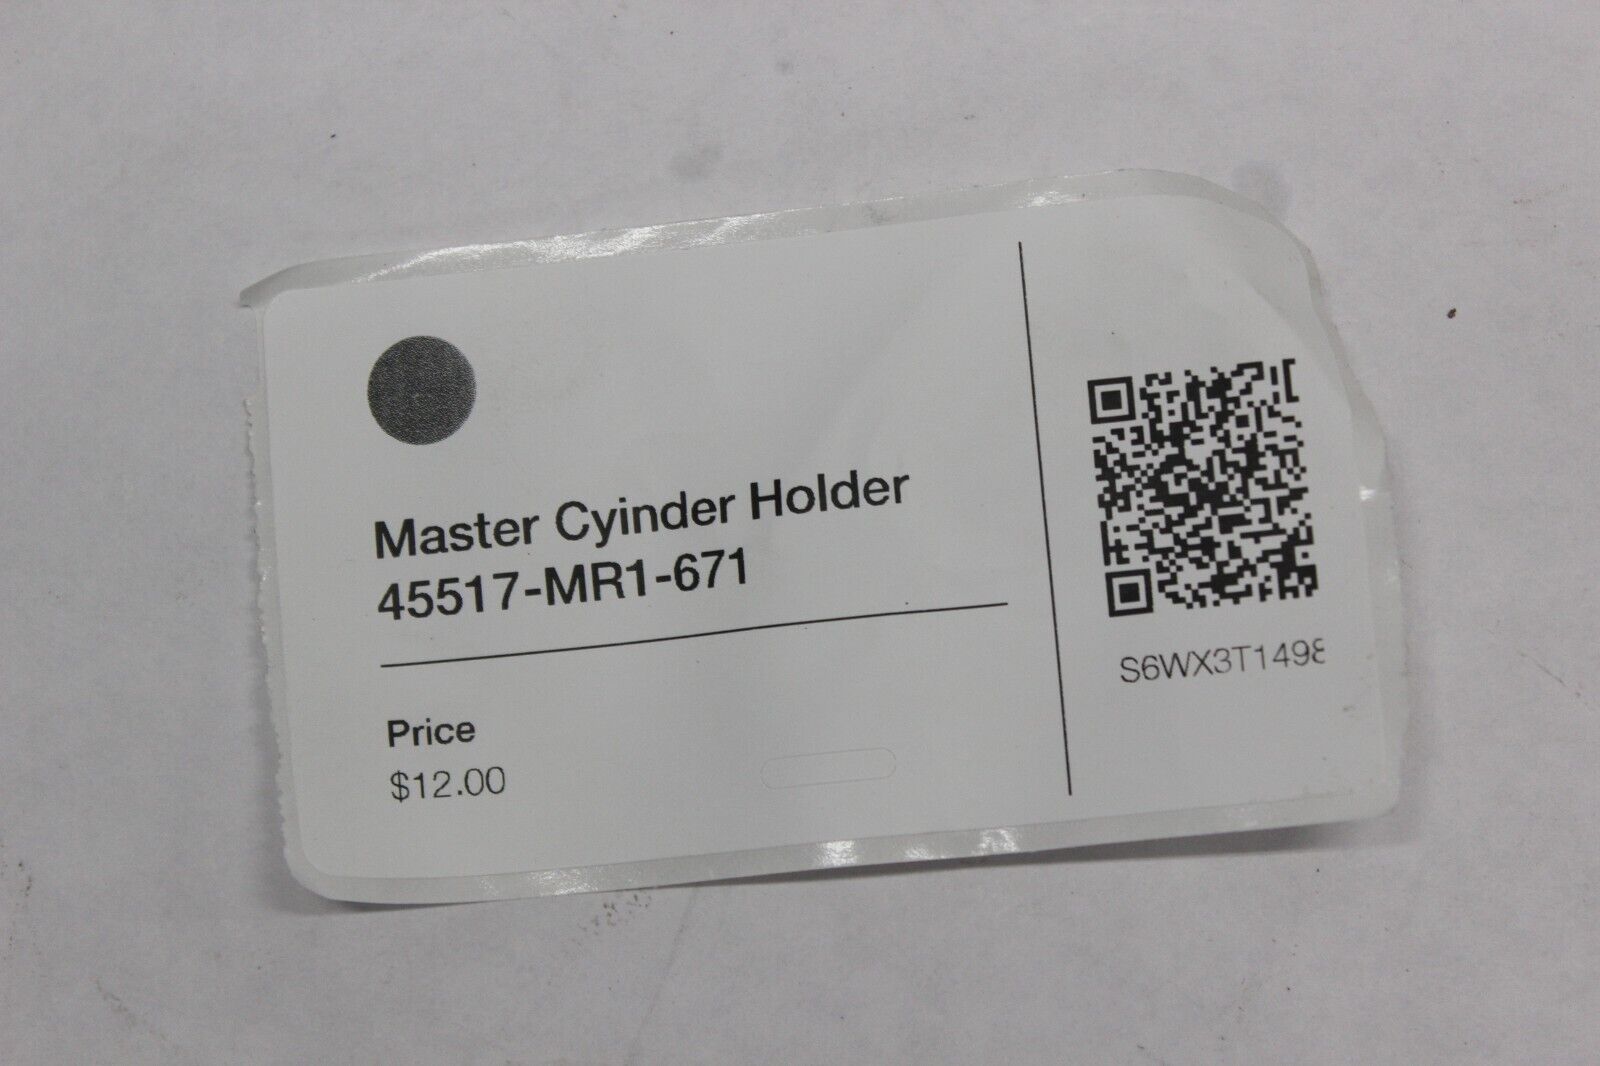 Master Cyinder Holder
45517-MR1-671
Price
$12.00
S6WX3T1498